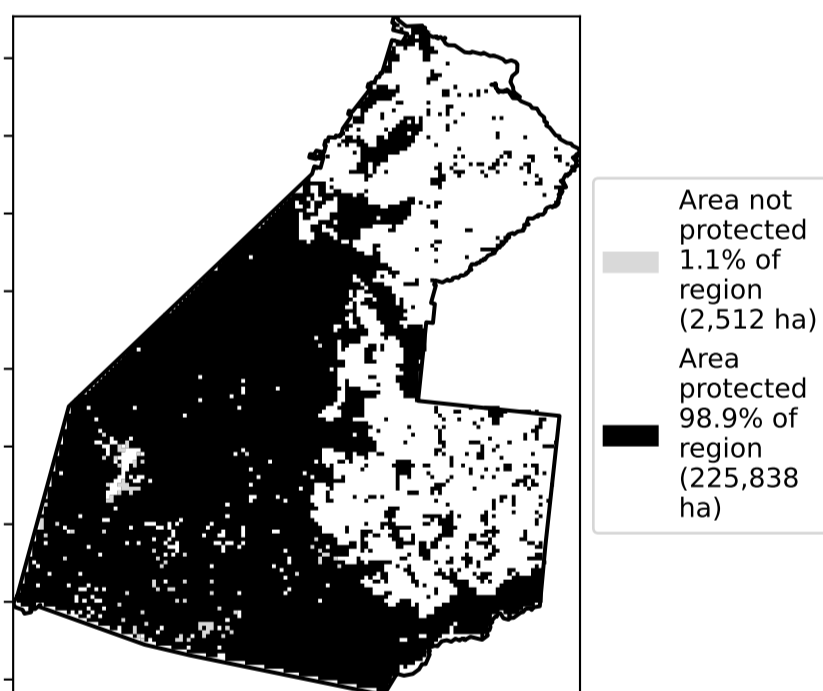 Area not
protected
1.1% of
region
(2,512 ha)
Area
protected
98.9% of
region
(225,838
ha)